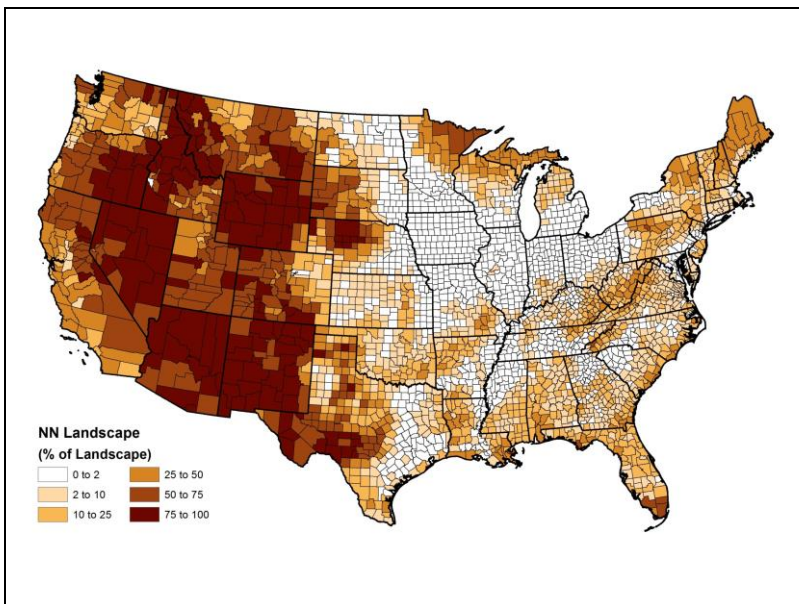 NN Landscape
(% of Landscape)
0 to 2
2 to 10
10 to 25
25 to 50
50 to 75
75 to 100